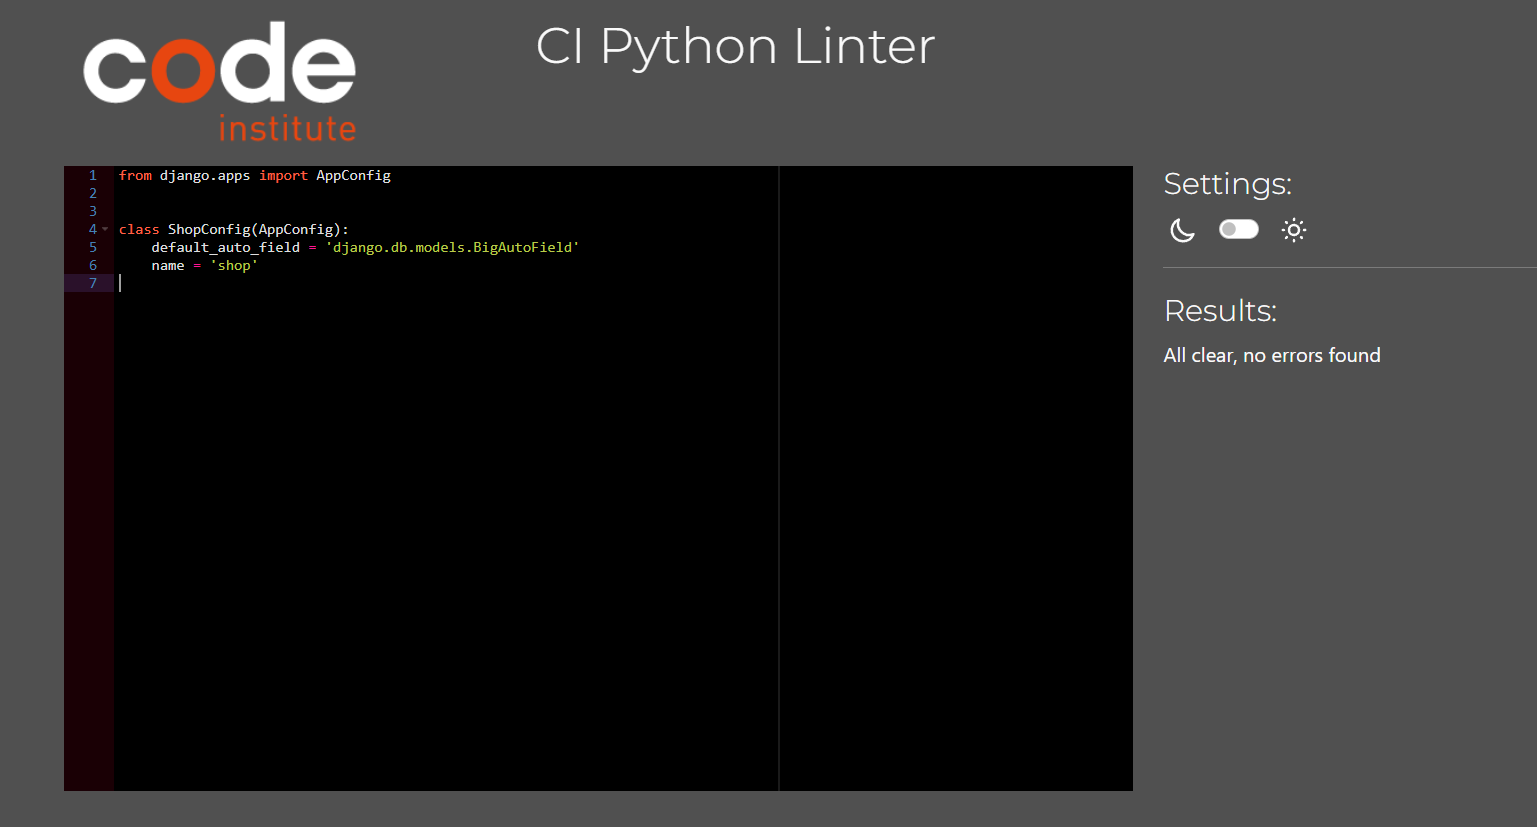 code
institute
CI Python Linter
1 from django.apps import AppConfig
2
3
4 class ShopConfig(AppConfig):
5     default_auto_field = 'django.db.models.BigAutoField'
6     name = 'shop'
7
Settings:
Results:
All clear, no errors found